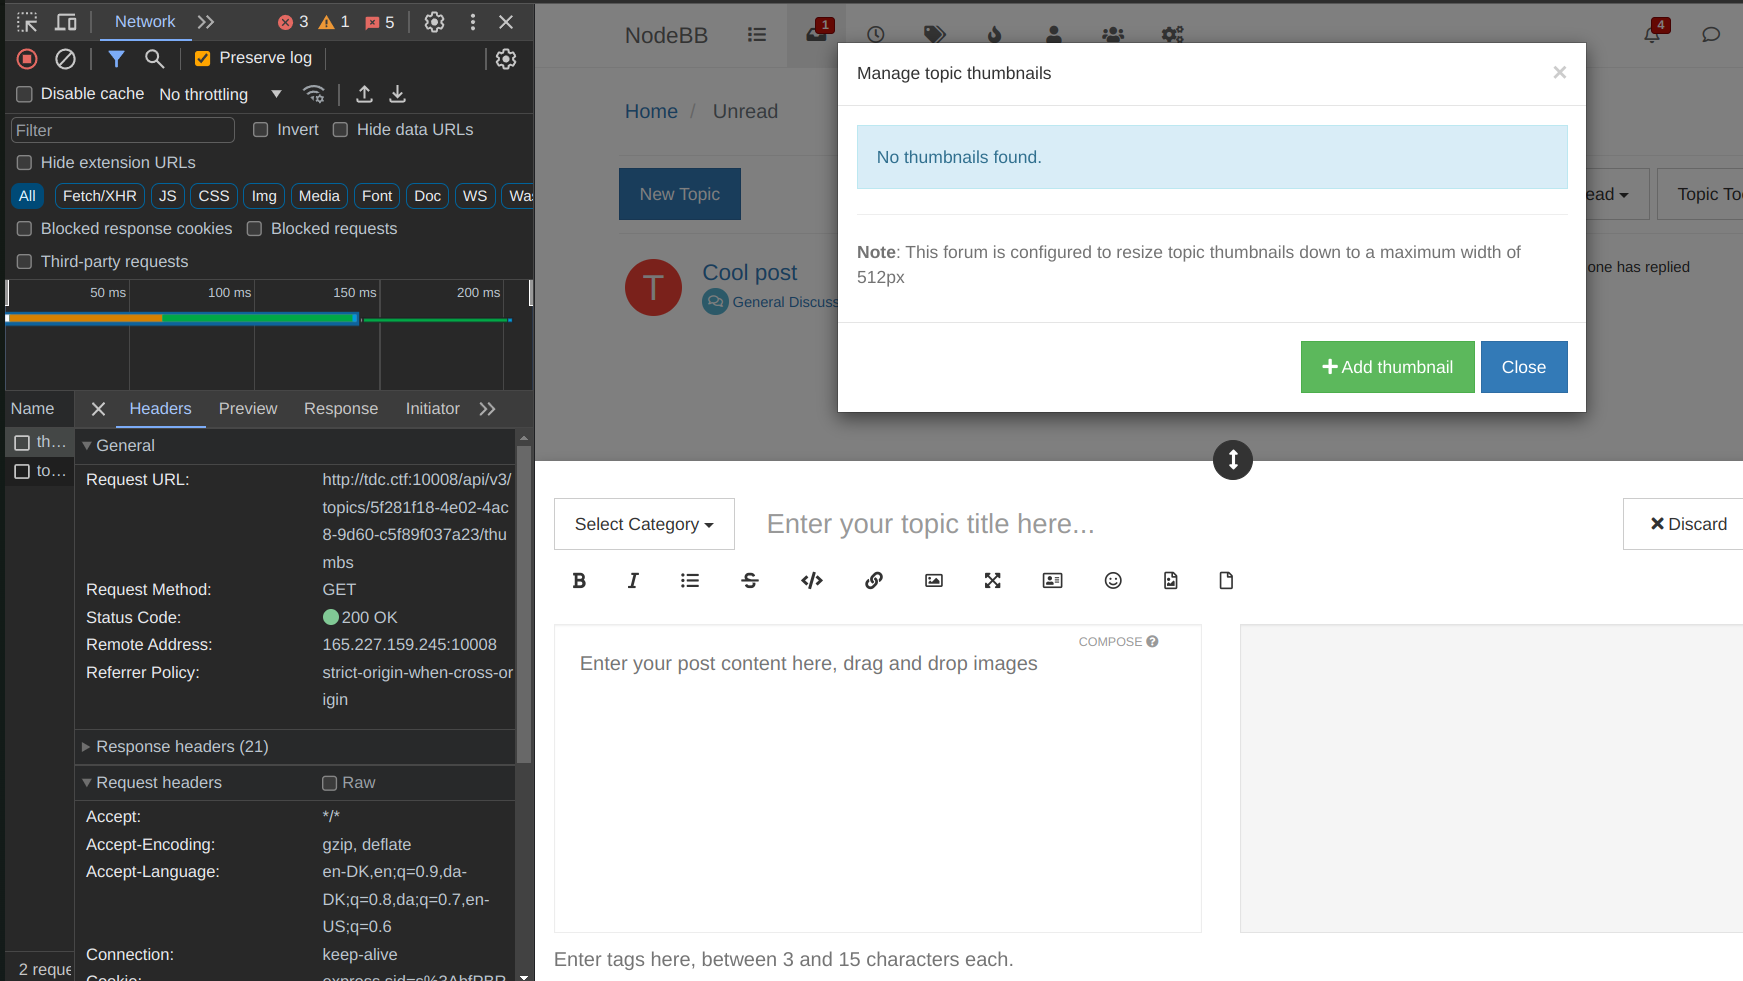 Network
3
1
5
Preserve log
Disable cache
No throttling
Filter
Invert
Hide data URLs
Hide extension URLs
All
Fetch/XHR
JS
CSS
Img
Media
Font
Doc
WS
Blocked response cookies
Blocked requests
Third-party requests
50 ms
100 ms
150 ms
200 ms
Name
Headers
Preview
Response
Initiator
th…
to…
General
Request URL:
http://tdc.ctf:10008/api/v3/
topics/5f281f18-4e02-4ac
8-9d60-c5f89f037a23/thu
mbs
Request Method:
GET
Status Code:
200 OK
Remote Address:
165.227.159.245:10008
Referrer Policy:
strict-origin-when-cross-or
igin
Response headers (21)
Request headers
Raw
Accept:
*/*
Accept-Encoding:
gzip, deflate
Accept-Language:
en-DK,en;q=0.9,da-
DK;q=0.8,da;q=0.7,en-
US;q=0.6
Connection:
keep-alive
2 reque
NodeBB
1
4
Home / Unread
New Topic
ead
Topic Too
T
Cool post
General Discuss
one has replied
Manage topic thumbnails
×
No thumbnails found.
Note: This forum is configured to resize topic thumbnails down to a maximum width of
512px
Add thumbnail
Close
Select Category
Enter your topic title here...
Discard
COMPOSE
Enter your post content here, drag and drop images
Enter tags here, between 3 and 15 characters each.